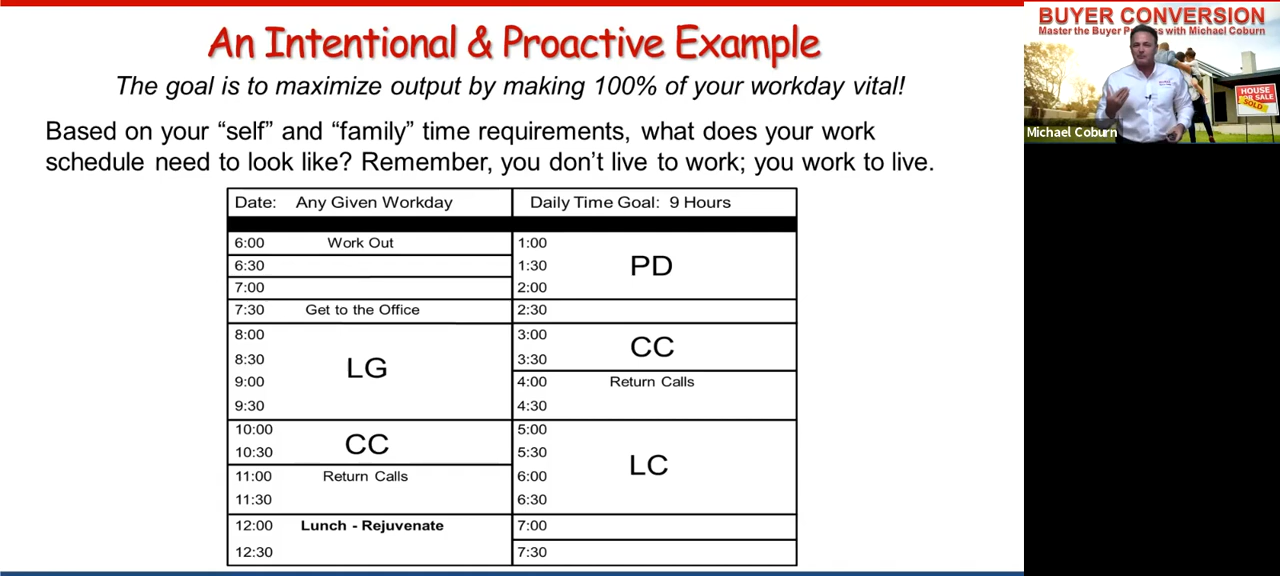 An Intentional & Proactive Example
The goal is to maximize output by making 100% of your workday vital!
Based on your “self” and “family” time requirements, what does your work
schedule need to look like? Remember, you don’t live to work; you work to live.
Date: Any Given Workday
6:00 Work Out
6:30
7:00
7:30 Get to the Office
8:00
8:30
LG
9:00
9:30
10:00
CC
10:30
11:00 Return Calls
11:30
12:00 Lunch - Rejuvenate
12:30
Daily Time Goal: 9 Hours
1:00
1:30 PD
2:00
2:30
3:00
CC
3:30
4:00 Return Calls
4:30
5:00
5:30
LC
6:00
6:30
7:00
7:30
BUYER CONVERSION
Master the Buyer with Michael Coburn
HOUSE
FOR SALE
SOLD
Michael Coburn